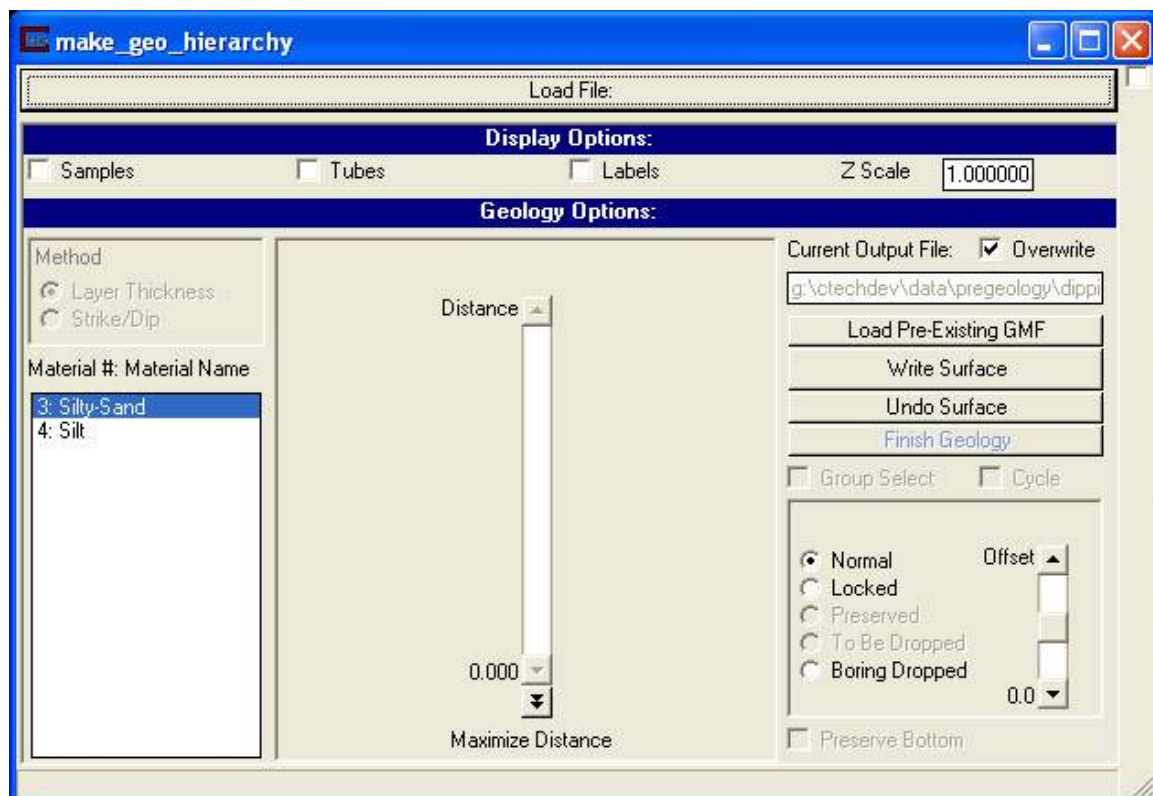 make_geo_hierarchy
Load File:
Display Options:
Samples
Tubes
Labels
Z Scale
1.000000
Geology Options:
Method
Layer Thickness
Strike/Dip
Material #: Material Name
3: Silty-Sand
4: Silt
Distance
0.000
Maximize Distance
Current Output File:
Overwrite
g:\ctechdev\data\pregeology\dippi
Load Pre-Existing GMF
Write Surface
Undo Surface
Finish Geology
Group Select
Cycle
Normal
Locked
Preserved
To Be Dropped
Boring Dropped
Offset
0.0
Preserve Bottom